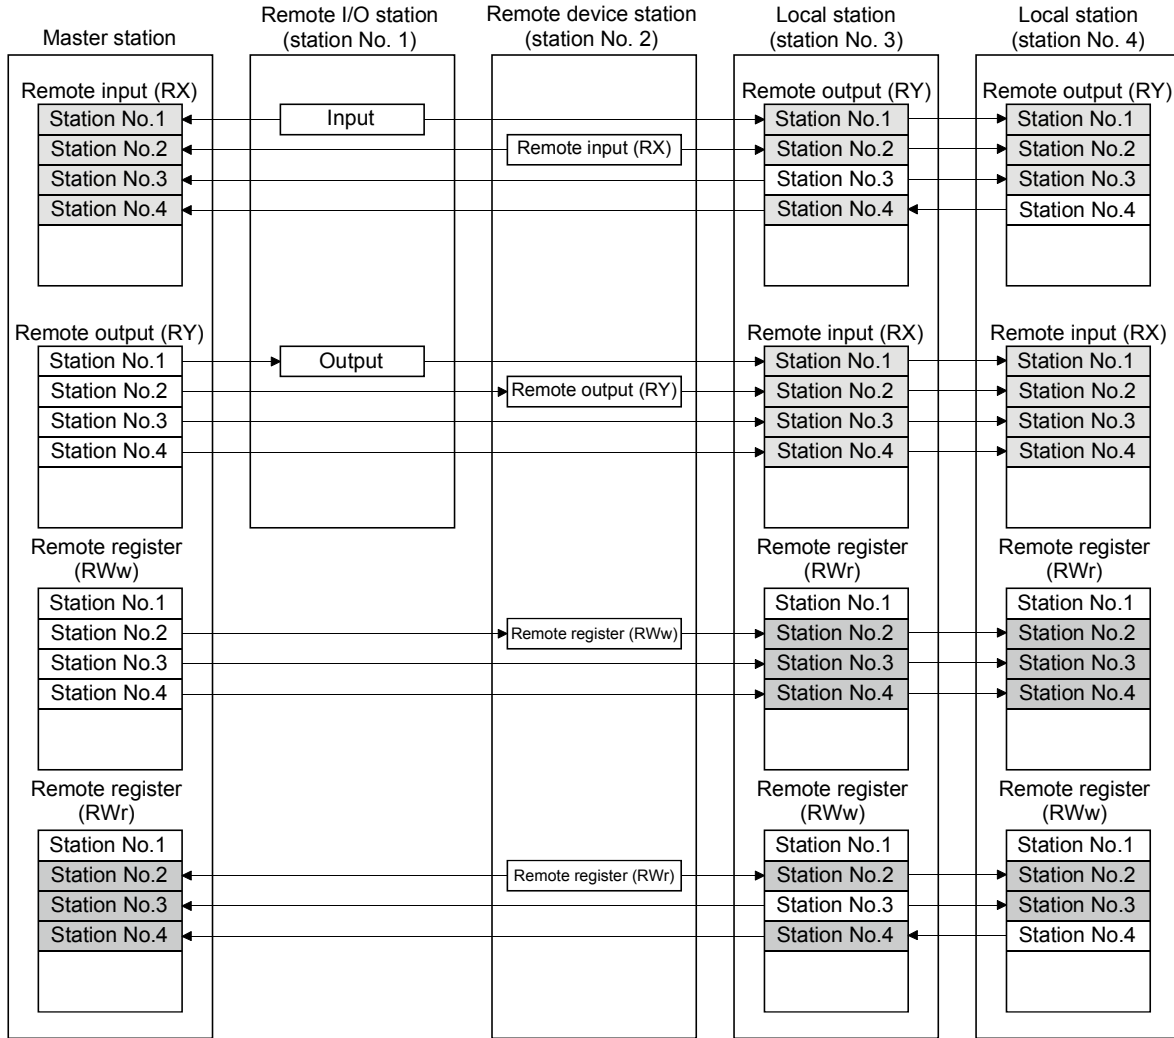 Master station
Remote I/O station
(station No. 1)
Remote device station
(station No. 2)
Local station
(station No. 3)
Local station
(station No. 4)
Remote input (RX)
Station No.1
Station No.2
Station No.3
Station No.4
Input
Remote input (RX)
Remote output (RY)
Station No.1
Station No.2
Station No.3
Station No.4
Remote output (RY)
Station No.1
Station No.2
Station No.3
Station No.4
Remote output (RY)
Station No.1
Station No.2
Station No.3
Station No.4
Output
Remote output (RY)
Remote input (RX)
Station No.1
Station No.2
Station No.3
Station No.4
Remote input (RX)
Station No.1
Station No.2
Station No.3
Station No.4
Remote register
(RWw)
Station No.1
Station No.2
Station No.3
Station No.4
Remote register (RWw)
Remote register
(RWr)
Station No.1
Station No.2
Station No.3
Station No.4
Remote register
(RWr)
Station No.1
Station No.2
Station No.3
Station No.4
Remote register
(RWr)
Station No.1
Station No.2
Station No.3
Station No.4
Remote register (RWr)
Remote register
(RWw)
Station No.1
Station No.2
Station No.3
Station No.4
Remote register
(RWw)
Station No.1
Station No.2
Station No.3
Station No.4